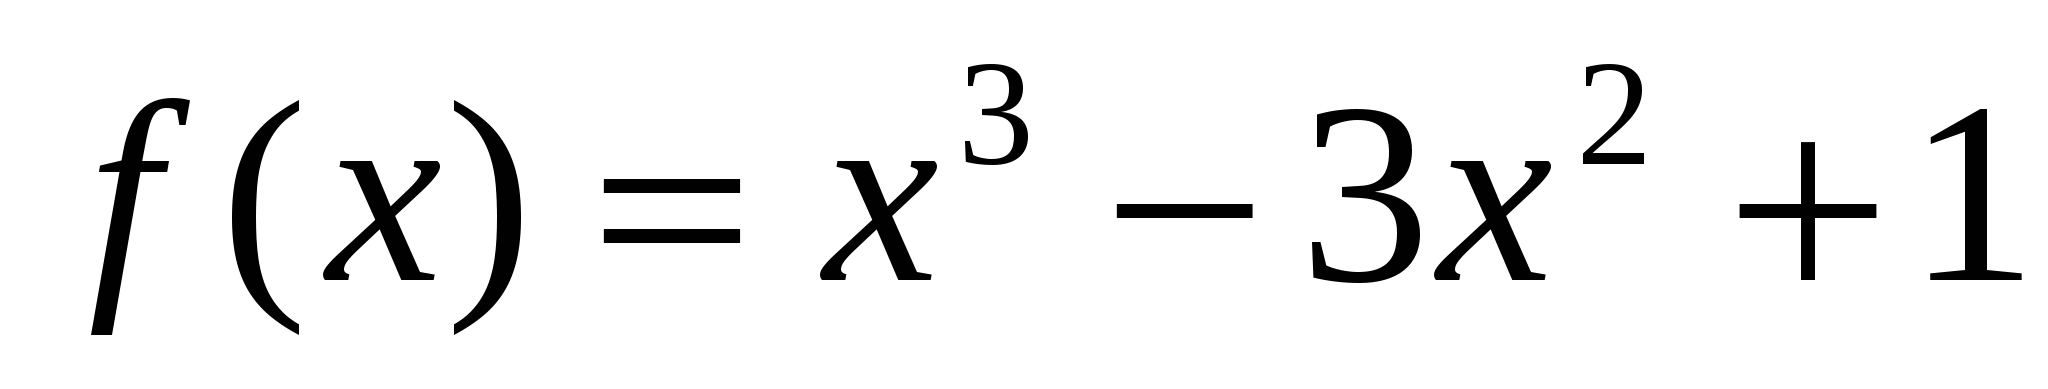 f(x) = x³ − 3x² + 1